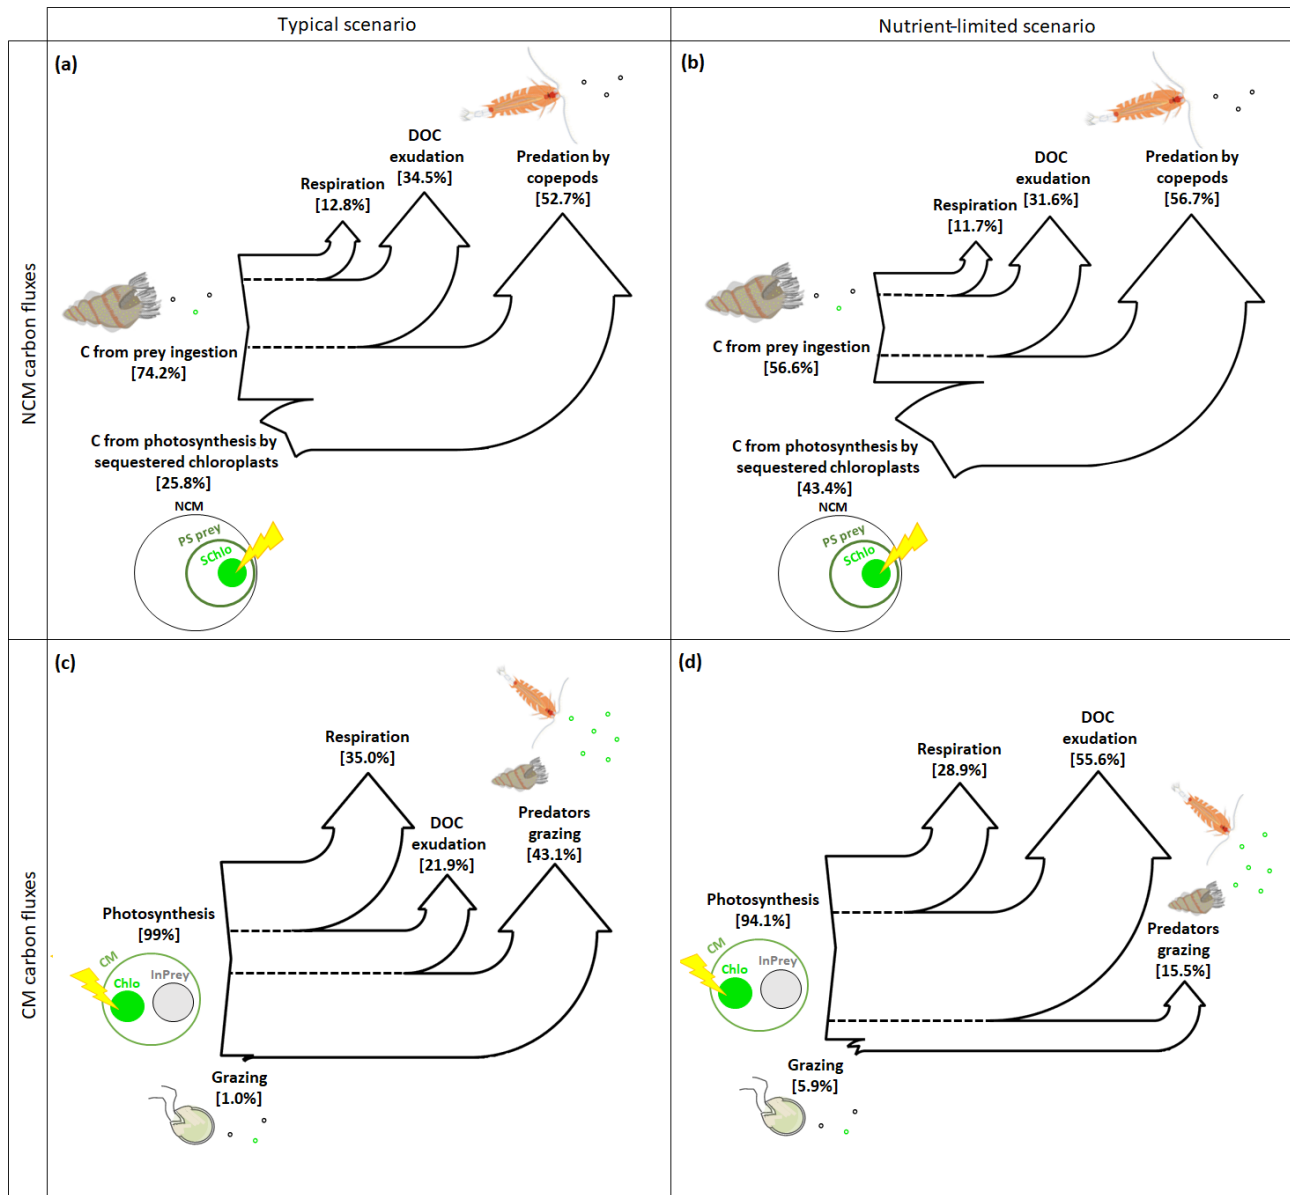 Typical scenario
Nutrient-limited scenario
NCM carbon fluxes
(a)
DOC
exudation
[34.5%]
Predation by
copepods
[52.7%]
Respiration
[12.8%]
C from prey ingestion
[74.2%]
C from photosynthesis by
sequestered chloroplasts
[25.8%]
NCM
PS prey
SChlo
(b)
DOC
exudation
[31.6%]
Predation by
copepods
[56.7%]
Respiration
[11.7%]
C from prey ingestion
[56.6%]
C from photosynthesis by
sequestered chloroplasts
[43.4%]
NCM
PS prey
SChlo
CM carbon fluxes
(c)
Respiration
[35.0%]
DOC
exudation
[21.9%]
Predators
grazing
[43.1%]
Photosynthesis
[99%]
CM
Chlo
InPrey
Grazing
[1.0%]
(d)
DOC
exudation
[55.6%]
Respiration
[28.9%]
Predators
grazing
[15.5%]
Photosynthesis
[94.1%]
CM
Chlo
InPrey
Grazing
[5.9%]